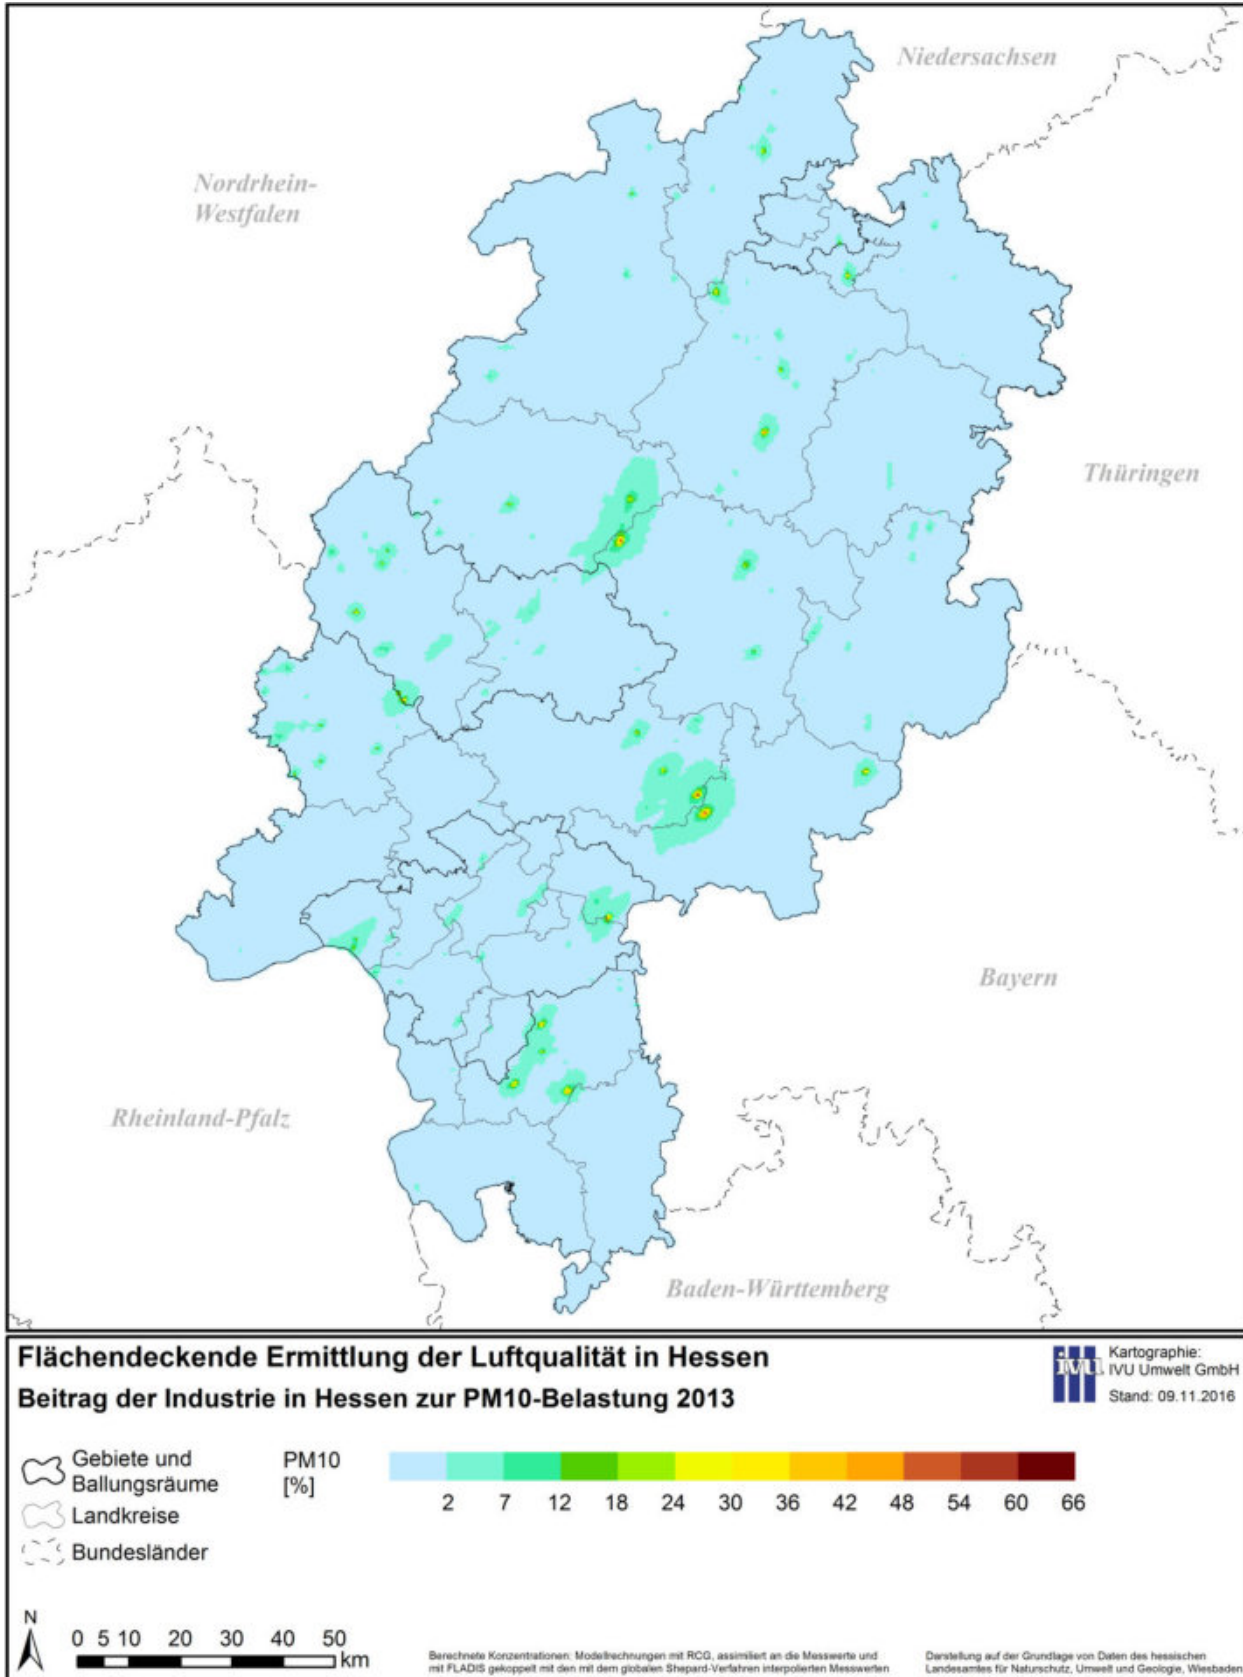 Niedersachsen
Nordrhein-
Westfalen
Thüringen
Bayern
Rheinland-Pfalz
Baden-Württemberg
Flächendeckende Ermittlung der Luftqualität in Hessen
Beitrag der Industrie in Hessen zur PM10-Belastung 2013
ivu
Kartographie:
IVU Umwelt GmbH
Stand: 09.11.2016
Gebiete und
Ballungsräume
Landkreise
Bundesländer
PM10
[%]
2 7 12 18 24 30 36 42 48 54 60 66
N
0 5 10 20 30 40 50
km
Berechnete Konzentrationen: Modellrechnungen mit RCG, assimiliert an die Messwerte und
mit FLADIS gekoppelt mit den mit dem globalen Shepard-Verfahren interpolierten Messwerten
Darstellung auf der Grundlage von Daten des hessischen
Landesamtes für Naturschutz, Umwelt und Geologie, Wiesbaden